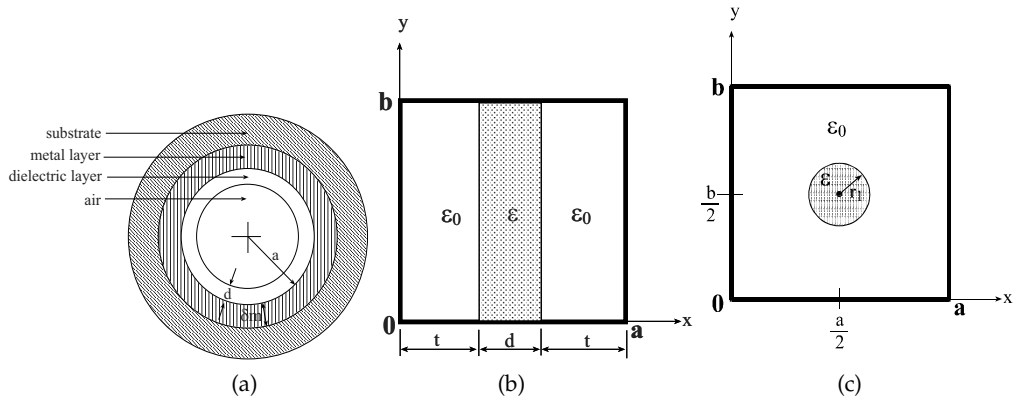 substrate
metal layer
dielectric layer
air
a
d
δm
(a)
y
b
ε₀
ε
ε₀
0
a
x
t
d
t
(b)
y
b
ε₀
ε
r₁
b
2
0
a
x
a
2
(c)